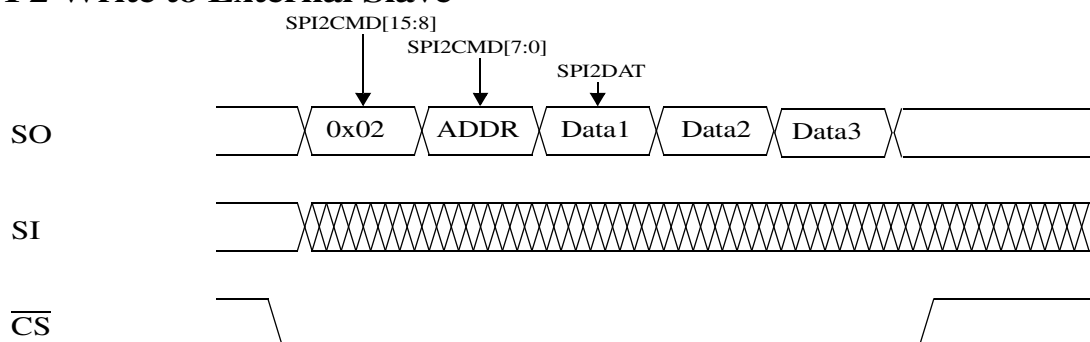 Write to External Slave
SPI2CMD[15:8]
SPI2CMD[7:0]
SPI2DAT
SO 0x02 ADDR Data1 Data2 Data3
SI
CS